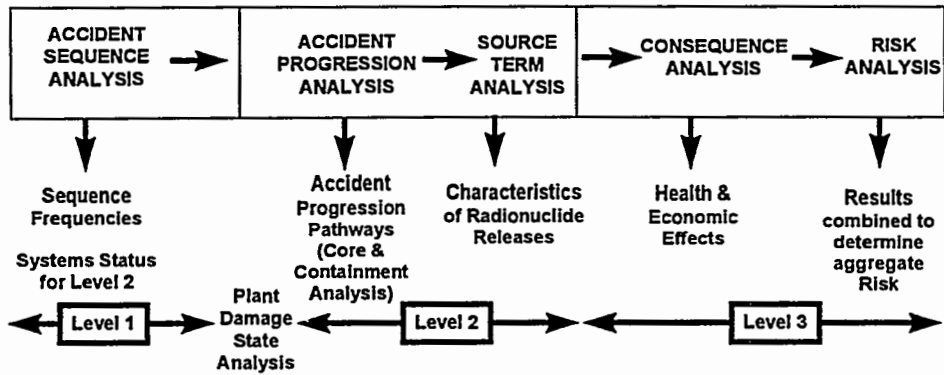 ACCIDENT
SEQUENCE
ANALYSIS
ACCIDENT
PROGRESSION
ANALYSIS
SOURCE
TERM
ANALYSIS
CONSEQUENCE
ANALYSIS
RISK
ANALYSIS
Sequence
Frequencies
Systems Status
for Level 2
Accident
Progression
Pathways
(Core &
Containment
Analysis)
Characteristics
of Radionuclide
Releases
Health &
Economic
Effects
Results
combined to
determine
aggregate
Risk
Level 1
Plant
Damage
State
Analysis
Level 2
Level 3